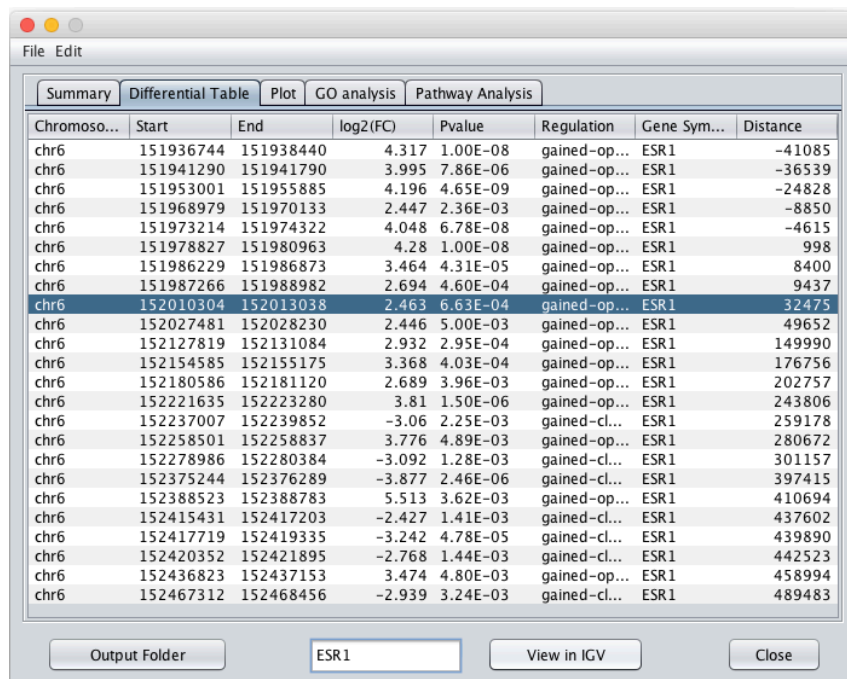 File Edit
Summary Differential Table Plot GO analysis Pathway Analysis
Chromoso... Start End log2(FC) Pvalue Regulation Gene Sym... Distance
chr6 151936744 151938440 4.317 1.00E-08 gained-op... ESR1 -41085
chr6 151941290 151941790 3.995 7.86E-06 gained-op... ESR1 -36539
chr6 151953001 151955885 4.196 4.65E-09 gained-op... ESR1 -24828
chr6 151968979 151970133 2.447 2.36E-03 gained-op... ESR1 -8850
chr6 151973214 151974322 4.048 6.78E-08 gained-op... ESR1 -4615
chr6 151978827 151980963 4.28 1.00E-08 gained-op... ESR1 998
chr6 151986229 151986873 3.464 4.31E-05 gained-op... ESR1 8400
chr6 151987266 151988982 2.694 4.60E-04 gained-op... ESR1 9437
chr6 152010304 152013038 2.463 6.63E-04 gained-op... ESR1 32475
chr6 152027481 152028230 2.446 5.00E-03 gained-op... ESR1 49652
chr6 152127819 152131084 2.932 2.95E-04 gained-op... ESR1 149990
chr6 152154585 152155175 3.368 4.03E-04 gained-op... ESR1 176756
chr6 152180586 152181120 2.689 3.96E-03 gained-op... ESR1 202757
chr6 152221635 152223280 3.81 1.50E-06 gained-op... ESR1 243806
chr6 152237007 152239852 -3.06 2.25E-03 gained-cl... ESR1 259178
chr6 152258501 152258837 3.776 4.89E-03 gained-op... ESR1 280672
chr6 152278986 152280384 -3.092 1.28E-03 gained-cl... ESR1 301157
chr6 152375244 152376289 -3.877 2.46E-06 gained-cl... ESR1 397415
chr6 152388523 152388783 5.513 3.62E-03 gained-op... ESR1 410694
chr6 152415431 152417203 -2.427 1.41E-03 gained-cl... ESR1 437602
chr6 152417719 152419335 -3.242 4.78E-05 gained-cl... ESR1 439890
chr6 152420352 152421895 -2.768 1.44E-03 gained-cl... ESR1 442523
chr6 152436823 152437153 3.474 4.80E-03 gained-op... ESR1 458994
chr6 152467312 152468456 -2.939 3.24E-03 gained-cl... ESR1 489483
Output Folder ESR1 View in IGV Close